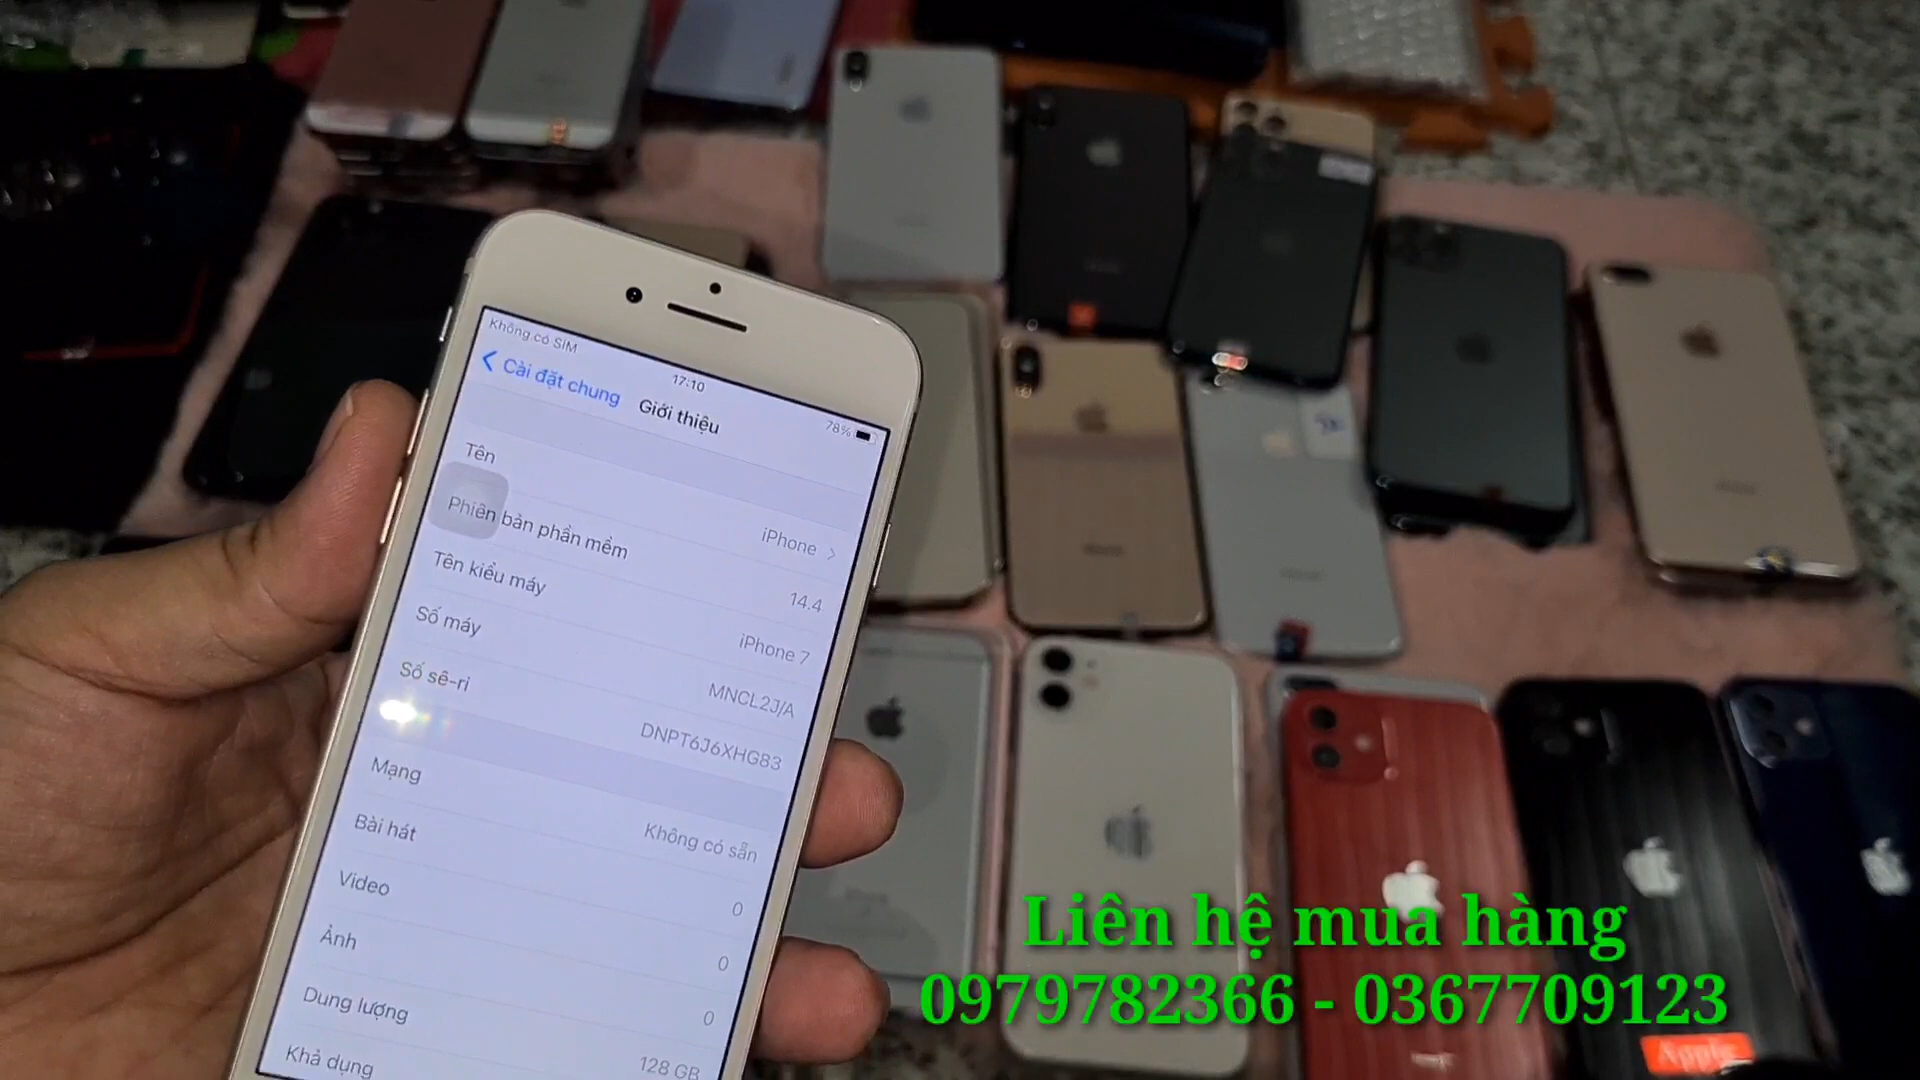 Không có SIM
17:10
78%
Cài đặt chung
Giới thiệu
Tên
iPhone
Phiên bản phần mềm
14.4
Tên kiểu máy
iPhone 7
Số máy
MNCL2J/A
Số sê-ri
DNPT6J6XHG83
Mạng
Không có sẵn
Bài hát
0
Video
0
Ảnh
0
Dung lượng
128 GB
Khả dụng
Liên hệ mua hàng
0979782366 - 0367709123
Apple